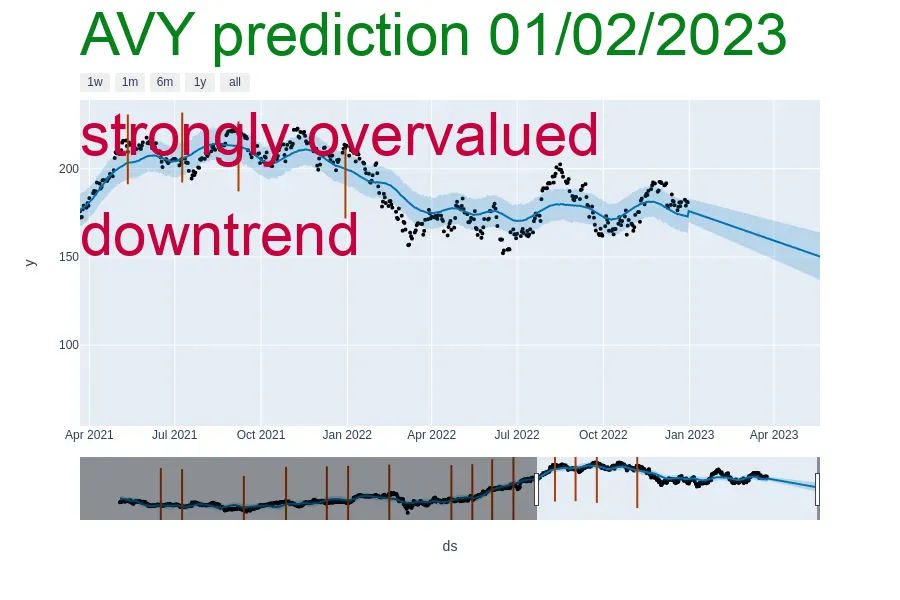 AVY prediction 01/02/2023
1w 1m 6m 1y all
strongly overvalued
200
downtrend
150
y
100
Apr 2021 Jul 2021 Oct 2021 Jan 2022 Apr 2022 Jul 2022 Oct 2022 Jan 2023 Apr 2023
ds